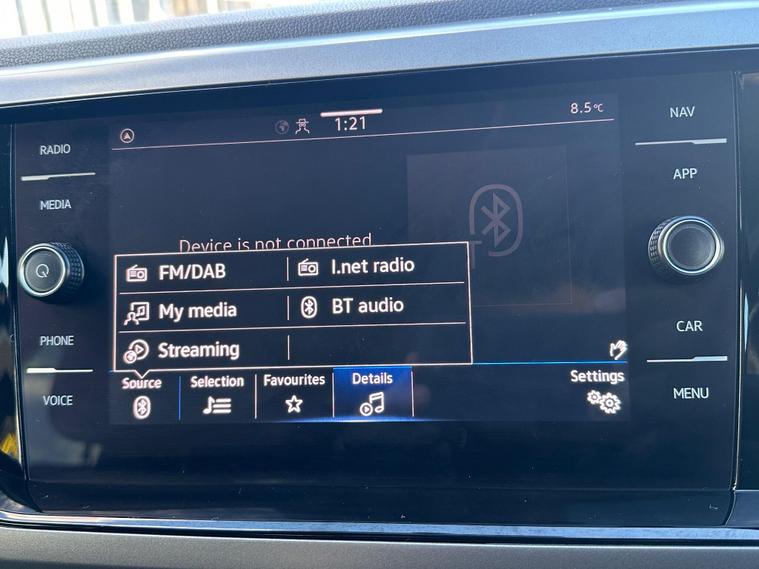 RADIO
MEDIA
PHONE
VOICE
1:21
8.5°C
Device is not connected
FM/DAB
I.net radio
My media
BT audio
Streaming
Source
Selection
Favourites
Details
Settings
NAV
APP
CAR
MENU